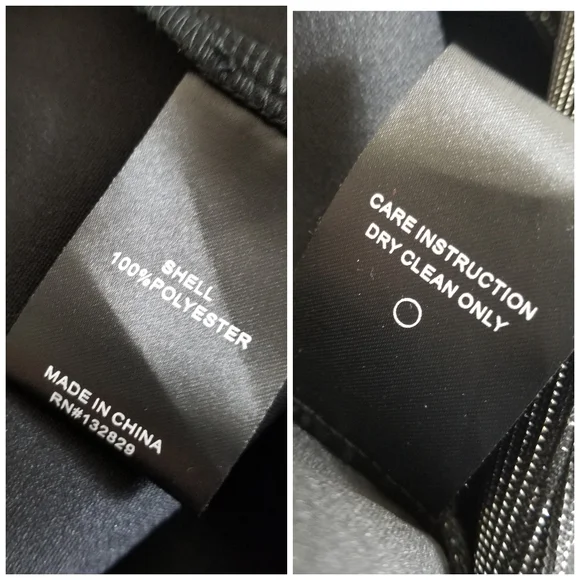 SHELL
100%POLYESTER
MADE IN CHINA
RN#132829
CARE INSTRUCTION
DRY CLEAN ONLY